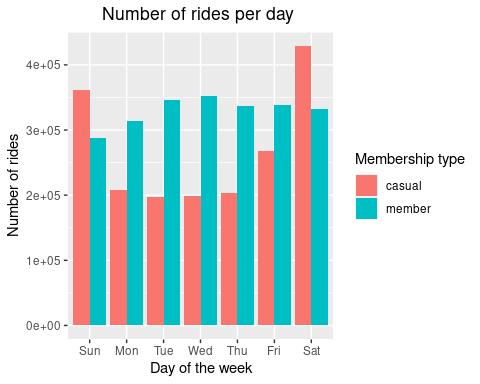 Number of rides per day
Number of rides
4e+05
3e+05
2e+05
1e+05
0e+00
Sun Mon Tue Wed Thu Fri Sat
Day of the week
Membership type
casual
member